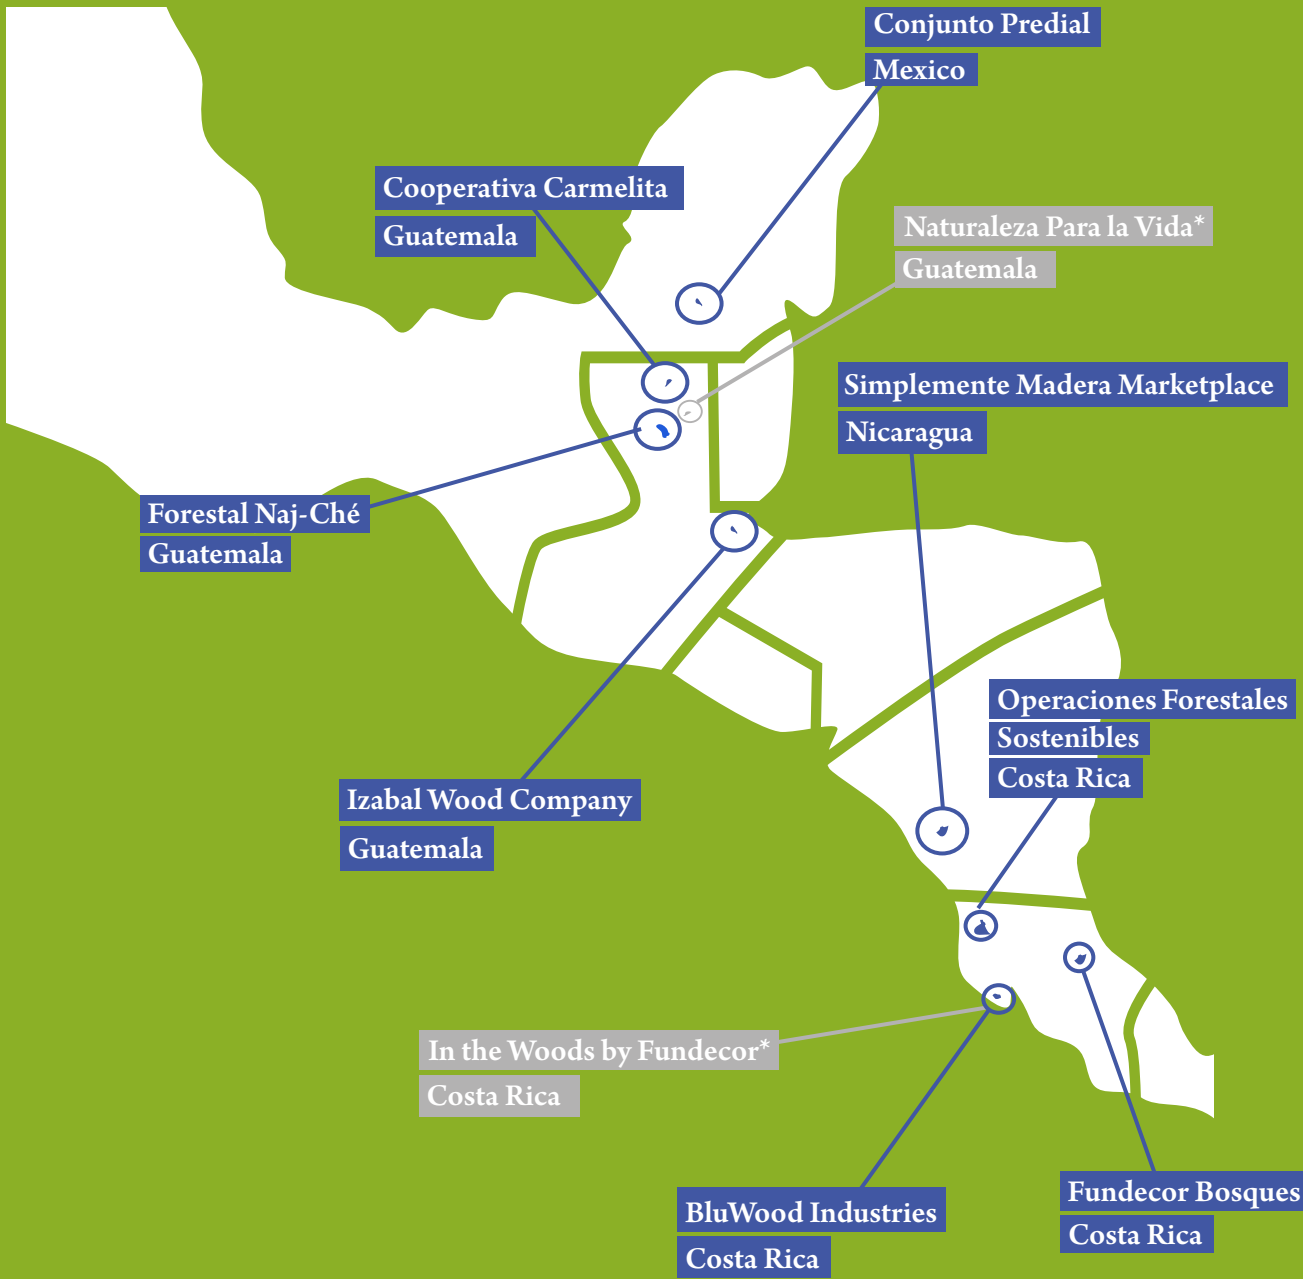 Conjunto Predial
Mexico
Cooperativa Carmelita
Guatemala
Naturaleza Para la Vida*
Guatemala
Simplemente Madera Marketplace
Nicaragua
Forestal Naj-Ché
Guatemala
Operaciones Forestales
Sostenibles
Costa Rica
Izabal Wood Company
Guatemala
In the Woods by Fundecor*
Costa Rica
Fundecor Bosques
Costa Rica
BluWood Industries
Costa Rica